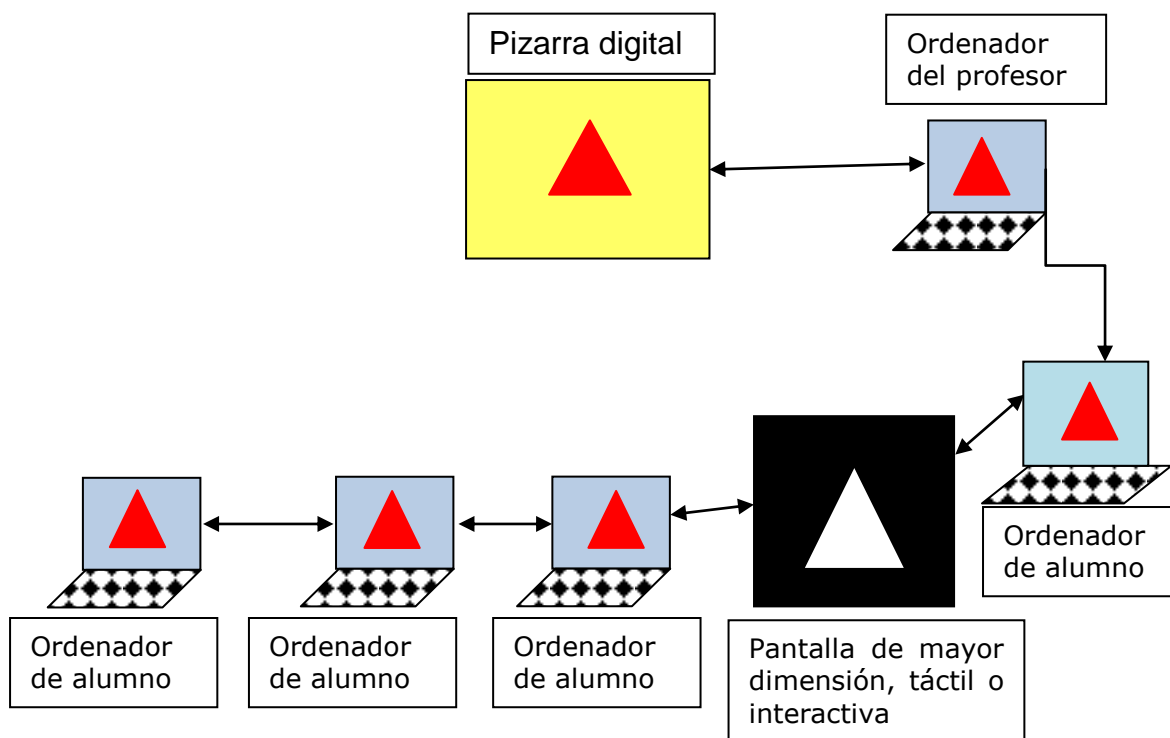 Pizarra digital
Ordenador
del profesor
Ordenador
de alumno
Ordenador
de alumno
Ordenador
de alumno
Ordenador
de alumno
Pantalla de mayor
dimensión, táctil o
interactiva